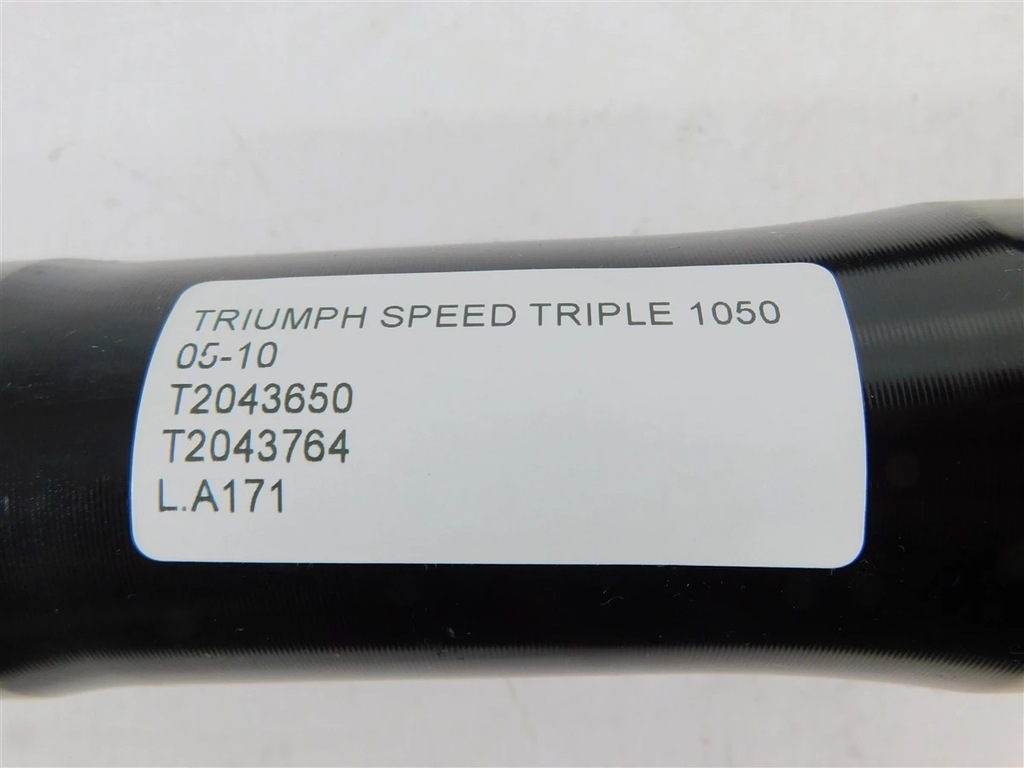 TRIUMPH SPEED TRIPLE 1050
05-10
T2043650
T2043764
L.A171